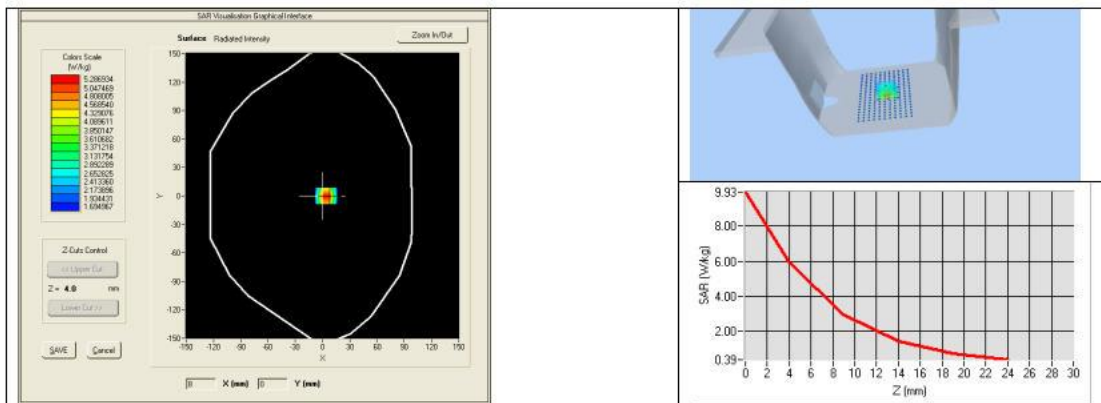 SAR Visualisation Graphical Interface
Surface Radiated Intensity
Zoom In/Out
Colors Scale
(W/kg)
5.286934
5.047469
4.808005
4.568540
4.329076
4.089611
3.850147
3.610682
3.371218
3.131754
2.892289
2.652825
2.413360
2.173896
1.934431
1.694967
Z-Cuts Control
<< Upper Cut
Z = 4.0 mm
Lower Cut >>
SAVE Cancel
150
120
90
60
30
Y 0
-30
-60
-90
-120
-150
-150 -120 -90 -60 -30 0 30 60 90 120 150
X
8 X (mm) 0 Y (mm)
9.93
8.00
6.00
4.00
2.00
0.39
SAR (W/kg)
0 2 4 6 8 10 12 14 16 18 20 22 24 26 28 30
Z (mm)